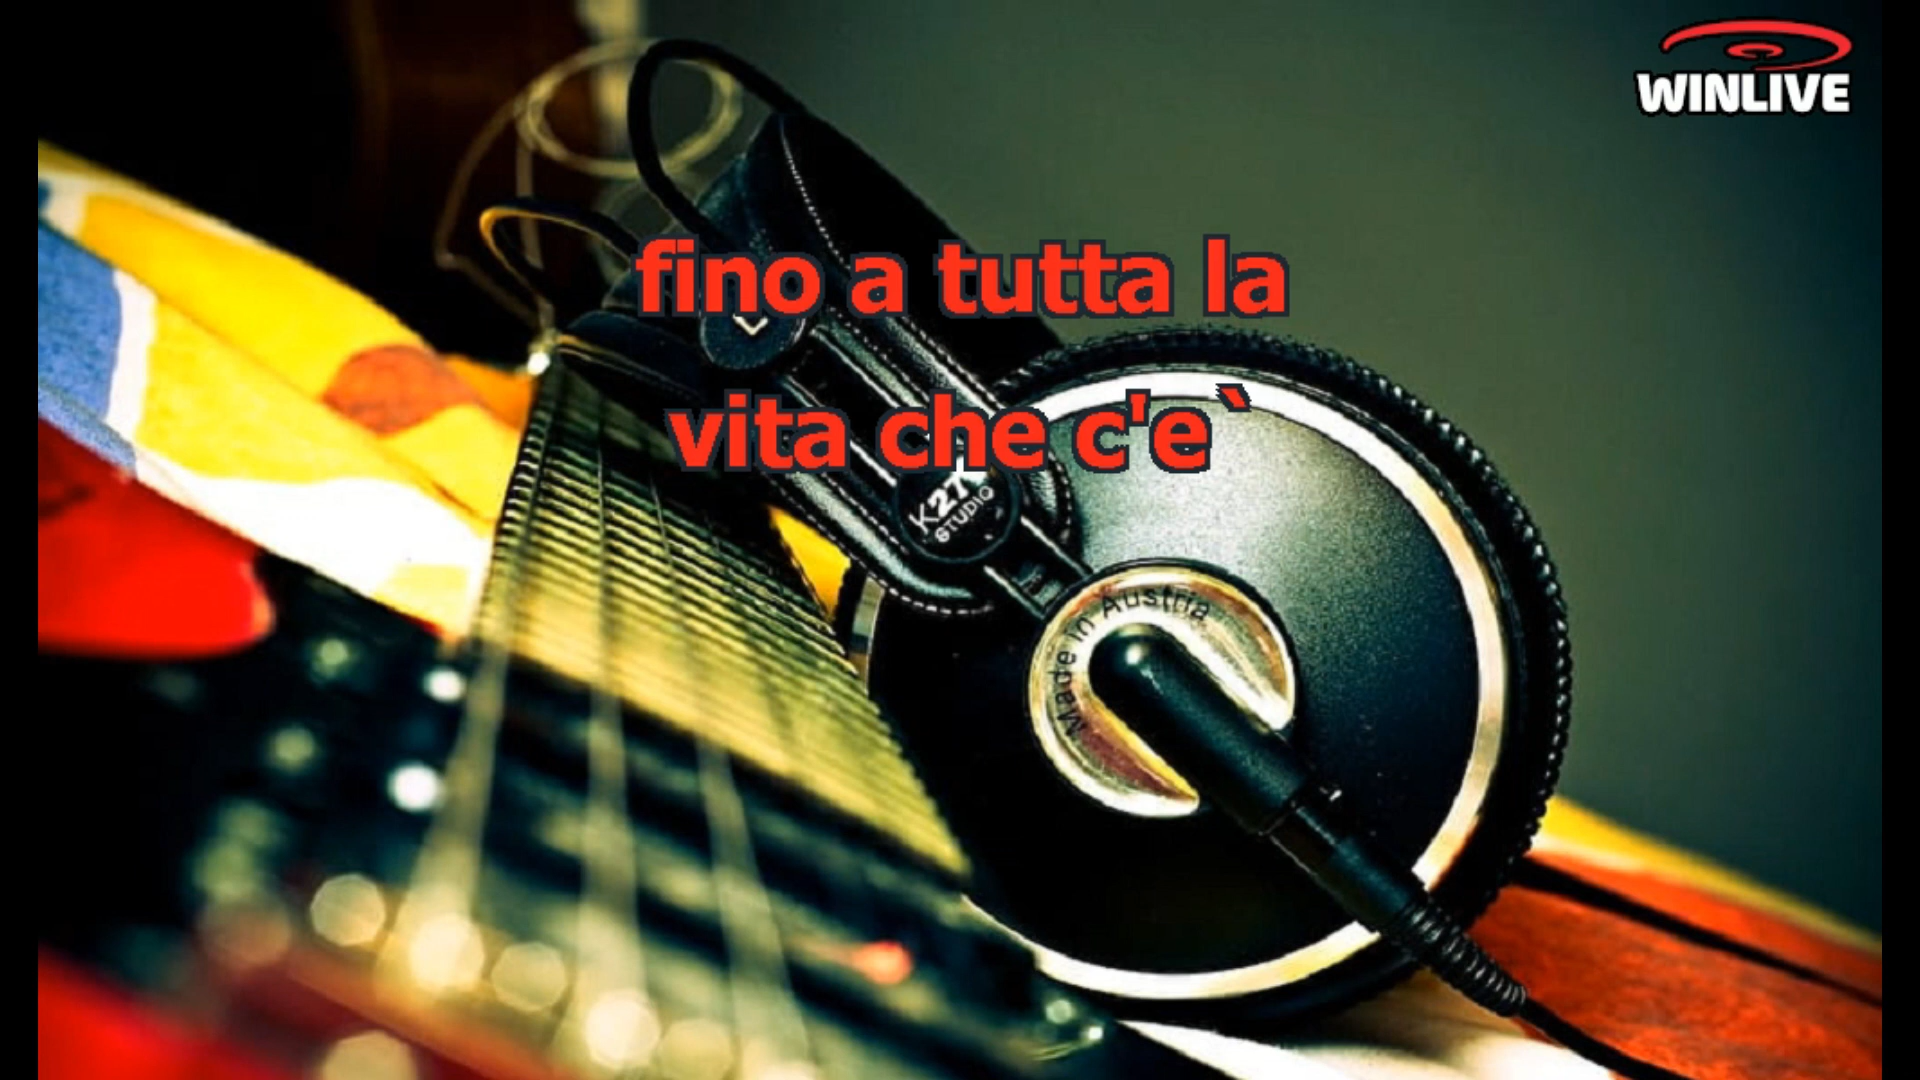 WINLIVE
fino a tutta la
vita che c'e`
K271
STUDIO
Made in Austria